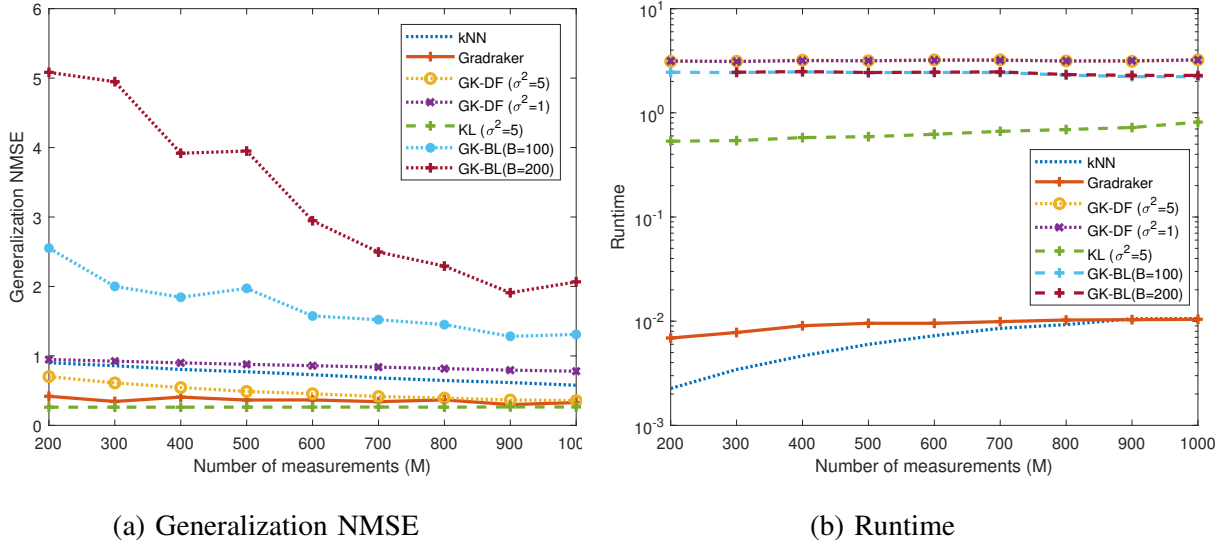 6
5
4
3
2
1
0
Generalization NMSE
kNN
Gradraker
GK-DF (σ²=5)
GK-DF (σ²=1)
KL (σ²=5)
GK-BL(B=100)
GK-BL(B=200)
200 300 400 500 600 700 800 900 100
Number of measurements (M)
(a) Generalization NMSE
10¹
10⁰
10⁻¹
10⁻²
10⁻³
Runtime
kNN
Gradraker
GK-DF (σ²=5)
GK-DF (σ²=1)
KL (σ²=5)
GK-BL(B=100)
GK-BL(B=200)
200 300 400 500 600 700 800 900 1000
Number of measurements (M)
(b) Runtime